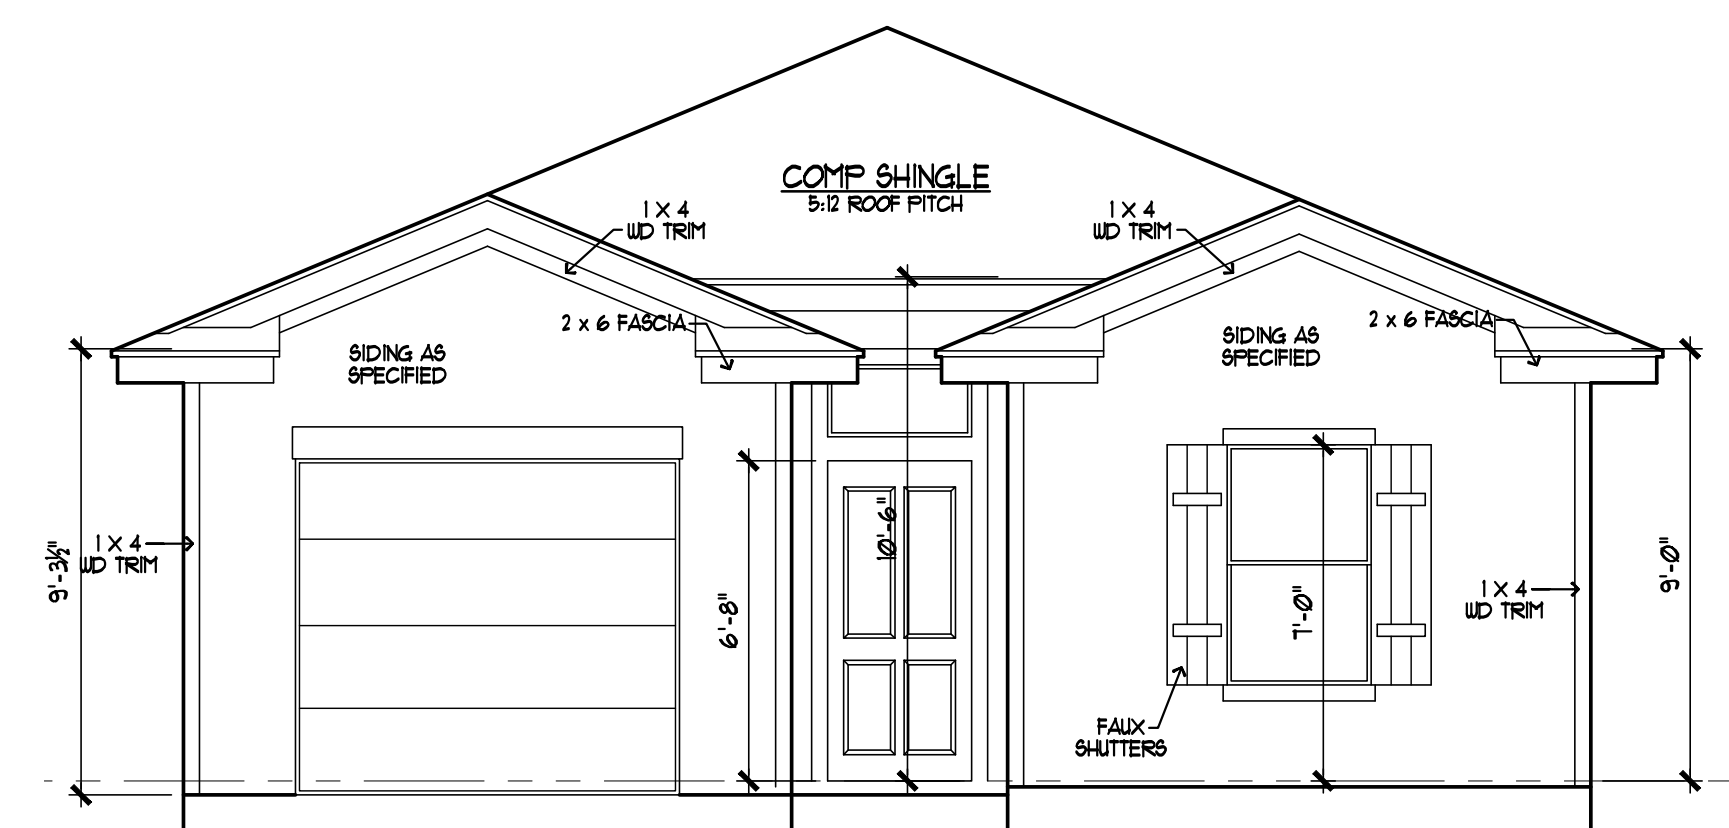 COMP SHINGLE
5:12 ROOF PITCH
1 X 4
WD TRIM
1 X 4
WD TRIM
2 x 6 FASCIA
2 x 6 FASCIA
SIDING AS
SPECIFIED
SIDING AS
SPECIFIED
9'-3½"
1 X 4
WD TRIM
6'-8"
10'-6"
7'-0"
9'-0"
1 X 4
WD TRIM
FAUX
SHUTTERS